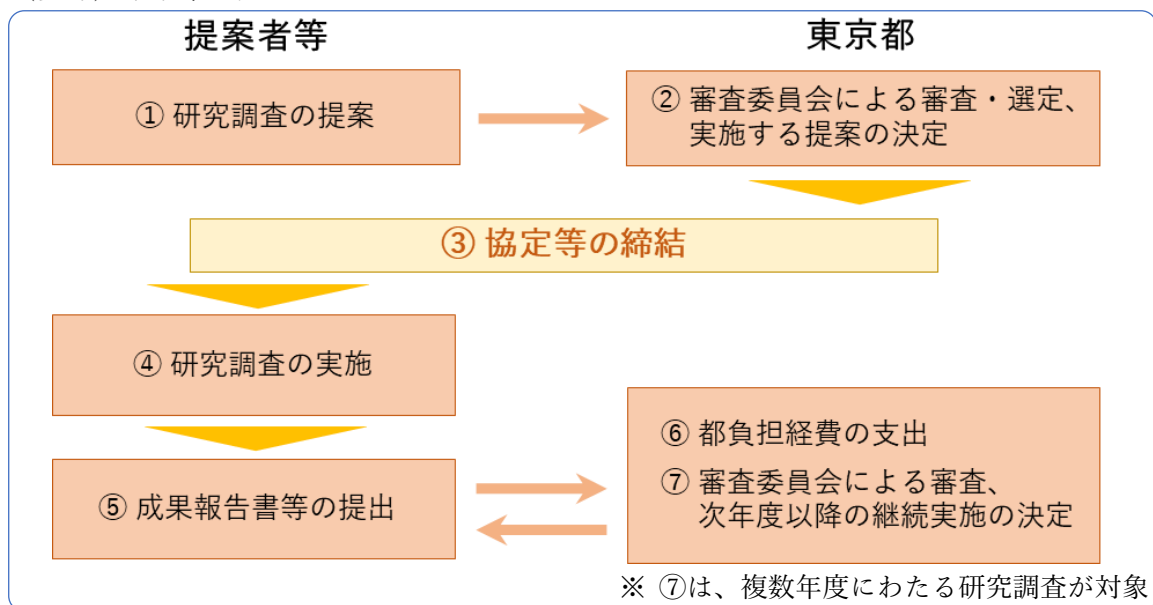 提案者等
東京都
① 研究調査の提案
② 審査委員会による審査・選定、
実施する提案の決定
③ 協定等の締結
④ 研究調査の実施
⑤ 成果報告書等の提出
⑥ 都負担経費の支出
⑦ 審査委員会による審査、
次年度以降の継続実施の決定
※ ⑦は、複数年度にわたる研究調査が対象